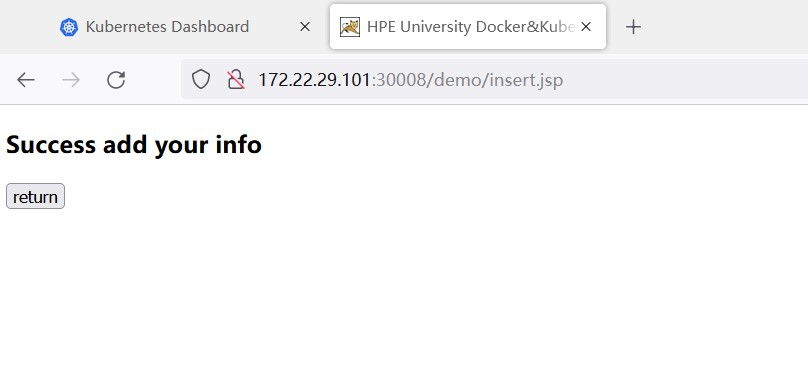 Kubernetes Dashboard
HPE University Docker&Kube
172.22.29.101:30008/demo/insert.jsp
Success add your info
return